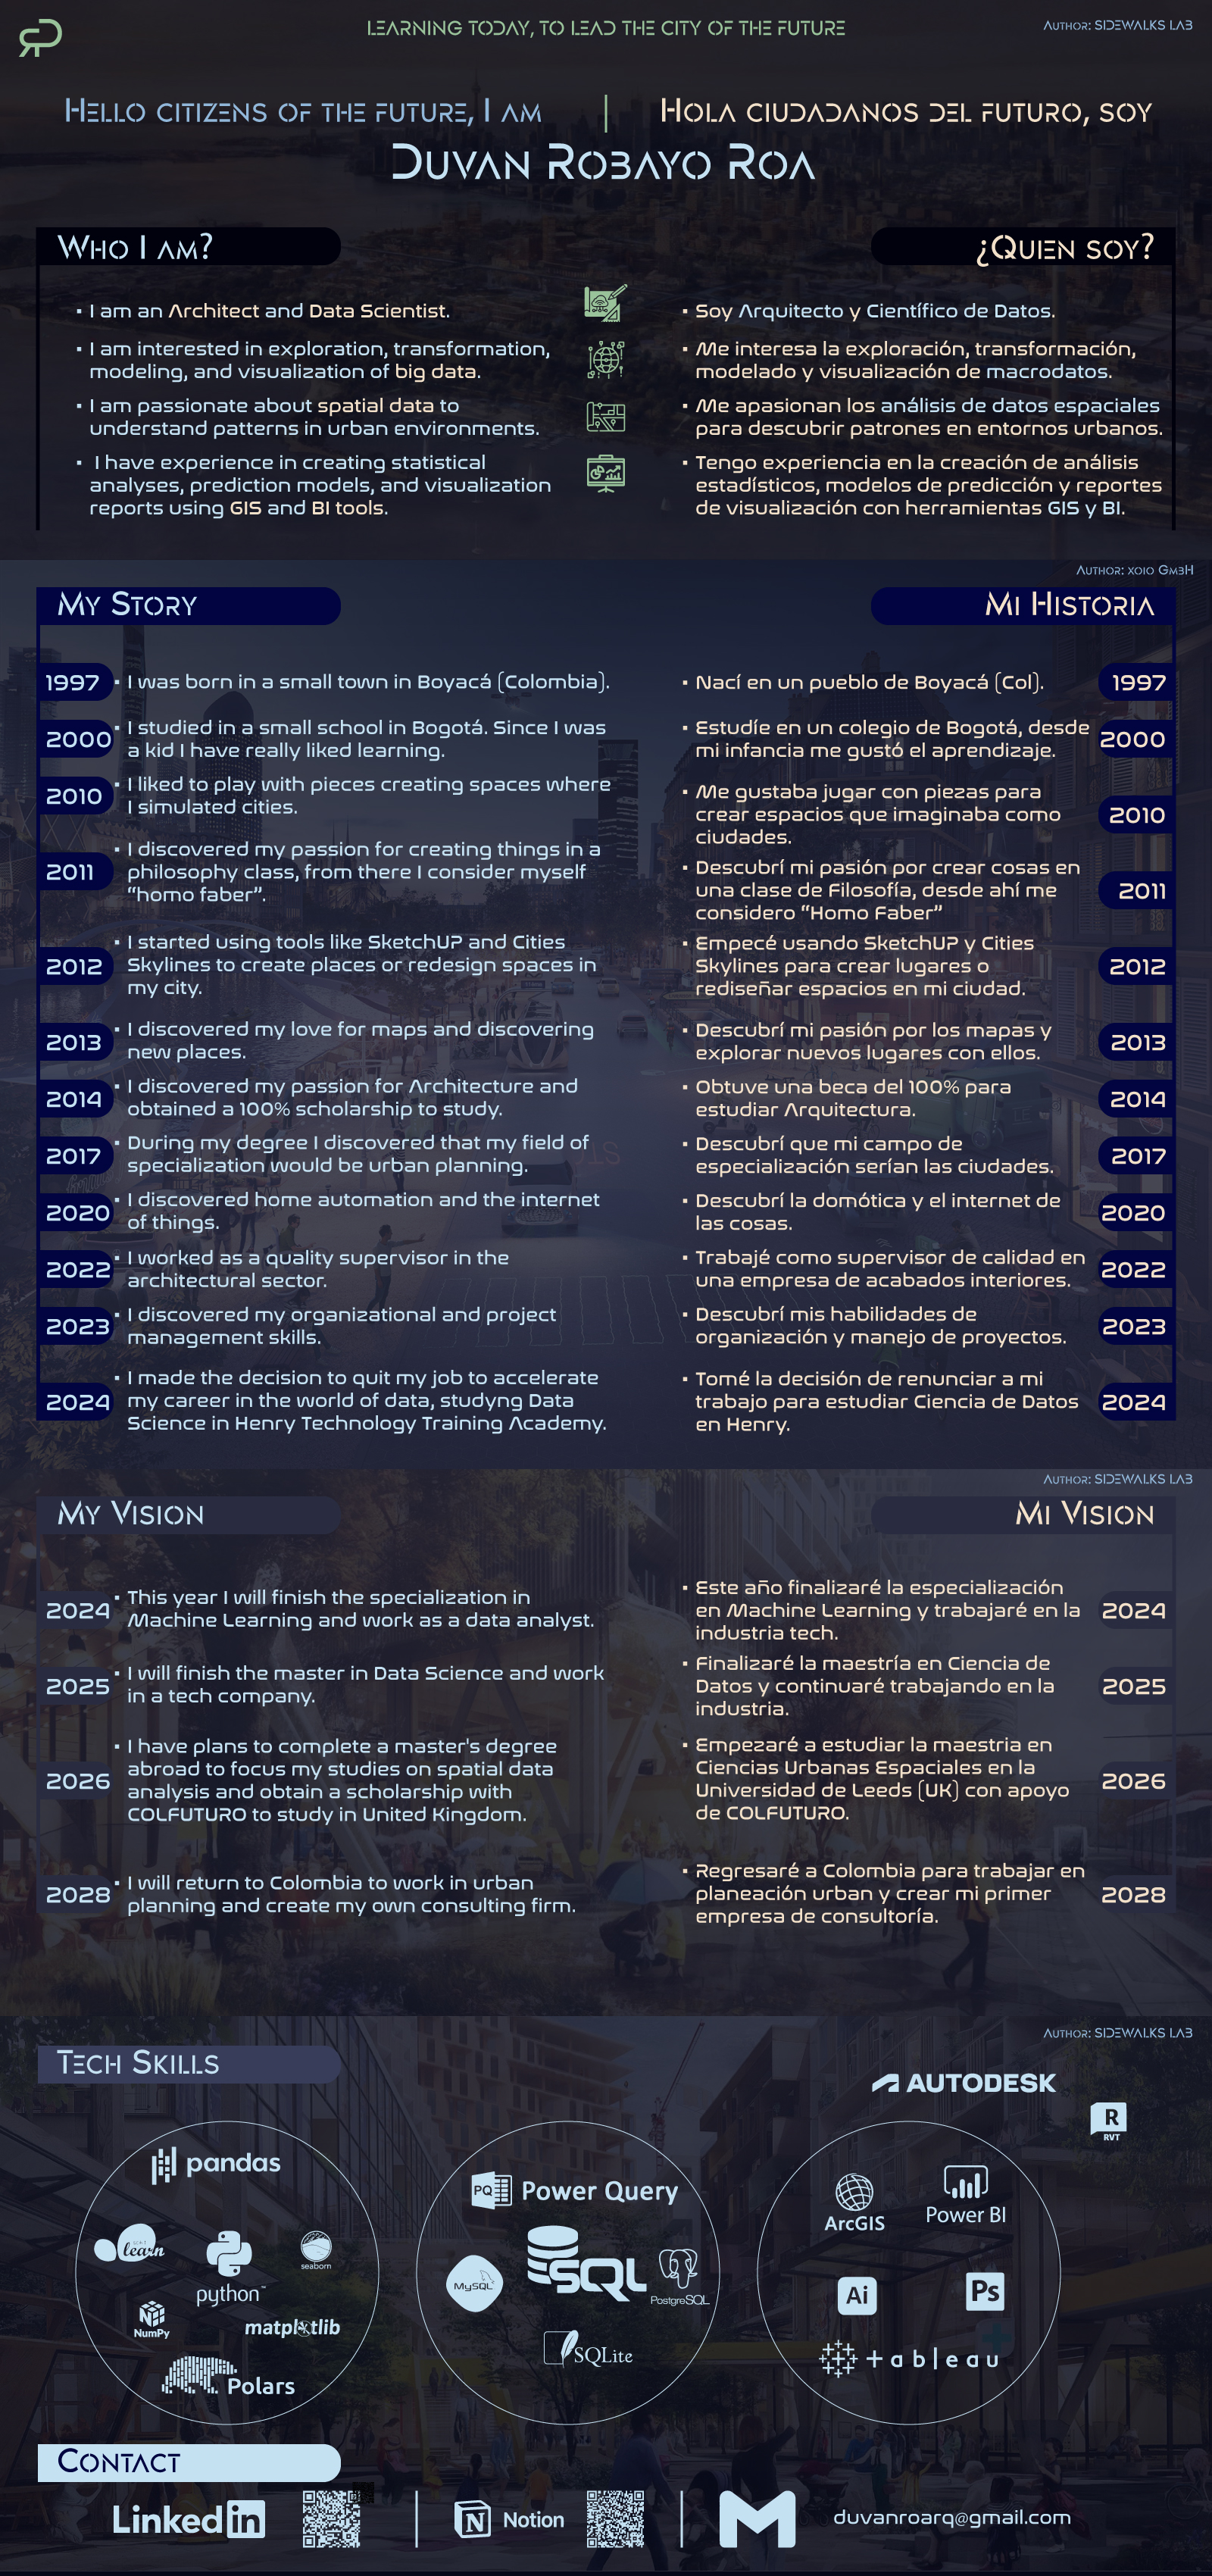 LEARNING TODAY, TO LEAD THE CITY OF THE FUTURE
AUTHOR: SIDEWALKS LAB
HELLO CITIZENS OF THE FUTURE, I AM
HOLA CIUDADANOS DEL FUTURO, SOY
DUVAN ROBAYO ROA
WHO I AM?
▪ I am an Architect and Data Scientist.
▪ I am interested in exploration, transformation,
modeling, and visualization of big data.
▪ I am passionate about spatial data to
understand patterns in urban environments.
▪ I have experience in creating statistical
analyses, prediction models, and visualization
reports using GIS and BI tools.
¿QUIEN SOY?
▪ Soy Arquitecto y Científico de Datos.
▪ Me interesa la exploración, transformación,
modelado y visualización de macrodatos.
▪ Me apasionan los análisis de datos espaciales
para descubrir patrones en entornos urbanos.
▪ Tengo experiencia en la creación de análisis
estadísticos, modelos de predicción y reportes
de visualización con herramientas GIS y BI.
AUTHOR: XOIO GMBH
MY STORY
1997
▪ I was born in a small town in Boyacá (Colombia).
2000
▪ I studied in a small school in Bogotá. Since I was
a kid I have really liked learning.
2010
▪ I liked to play with pieces creating spaces where
I simulated cities.
2011
▪ I discovered my passion for creating things in a
philosophy class, from there I consider myself
“homo faber”.
2012
▪ I started using tools like SketchUP and Cities
Skylines to create places or redesign spaces in
my city.
2013
▪ I discovered my love for maps and discovering
new places.
2014
▪ I discovered my passion for Architecture and
obtained a 100% scholarship to study.
2017
▪ During my degree I discovered that my field of
specialization would be urban planning.
2020
▪ I discovered home automation and the internet
of things.
2022
▪ I worked as a quality supervisor in the
architectural sector.
2023
▪ I discovered my organizational and project
management skills.
2024
▪ I made the decision to quit my job to accelerate
my career in the world of data, studyng Data
Science in Henry Technology Training Academy.
MI HISTORIA
▪ Nací en un pueblo de Boyacá (Col).
1997
▪ Estudíe en un colegio de Bogotá, desde
mi infancia me gustó el aprendizaje.
2000
▪ Me gustaba jugar con piezas para
crear espacios que imaginaba como
ciudades.
2010
▪ Descubrí mi pasión por crear cosas en
una clase de Filosofía, desde ahí me
considero “Homo Faber”
2011
▪ Empecé usando SketchUP y Cities
Skylines para crear lugares o
rediseñar espacios en mi ciudad.
2012
▪ Descubrí mi pasión por los mapas y
explorar nuevos lugares con ellos.
2013
▪ Obtuve una beca del 100% para
estudiar Arquitectura.
2014
▪ Descubrí que mi campo de
especialización serían las ciudades.
2017
▪ Descubrí la domótica y el internet de
las cosas.
2020
▪ Trabajé como supervisor de calidad en
una empresa de acabados interiores.
2022
▪ Descubrí mis habilidades de
organización y manejo de proyectos.
2023
▪ Tomé la decisión de renunciar a mi
trabajo para estudiar Ciencia de Datos
en Henry.
2024
AUTHOR: SIDEWALKS LAB
MY VISION
2024
▪ This year I will finish the specialization in
Machine Learning and work as a data analyst.
2025
▪ I will finish the master in Data Science and work
in a tech company.
2026
▪ I have plans to complete a master's degree
abroad to focus my studies on spatial data
analysis and obtain a scholarship with
COLFUTURO to study in United Kingdom.
2028
▪ I will return to Colombia to work in urban
planning and create my own consulting firm.
MI VISION
▪ Este año finalizaré la especialización
en Machine Learning y trabajaré en la
industria tech.
2024
▪ Finalizaré la maestría en Ciencia de
Datos y continuaré trabajando en la
industria.
2025
▪ Empezaré a estudiar la maestria en
Ciencias Urbanas Espaciales en la
Universidad de Leeds (UK) con apoyo
de COLFUTURO.
2026
▪ Regresaré a Colombia para trabajar en
planeación urban y crear mi primer
empresa de consultoría.
2028
AUTHOR: SIDEWALKS LAB
TECH SKILLS
pandas
learn
python™
seaborn
NumPy
matplotlib
Polars
PQ Power Query
MySQL
SQL
PostgreSQL
SQLite
AUTODESK
R
RVT
ArcGIS
Power BI
Ai
Ps
+ableau
CONTACT
Linkedin
N Notion
duvanroarq@gmail.com